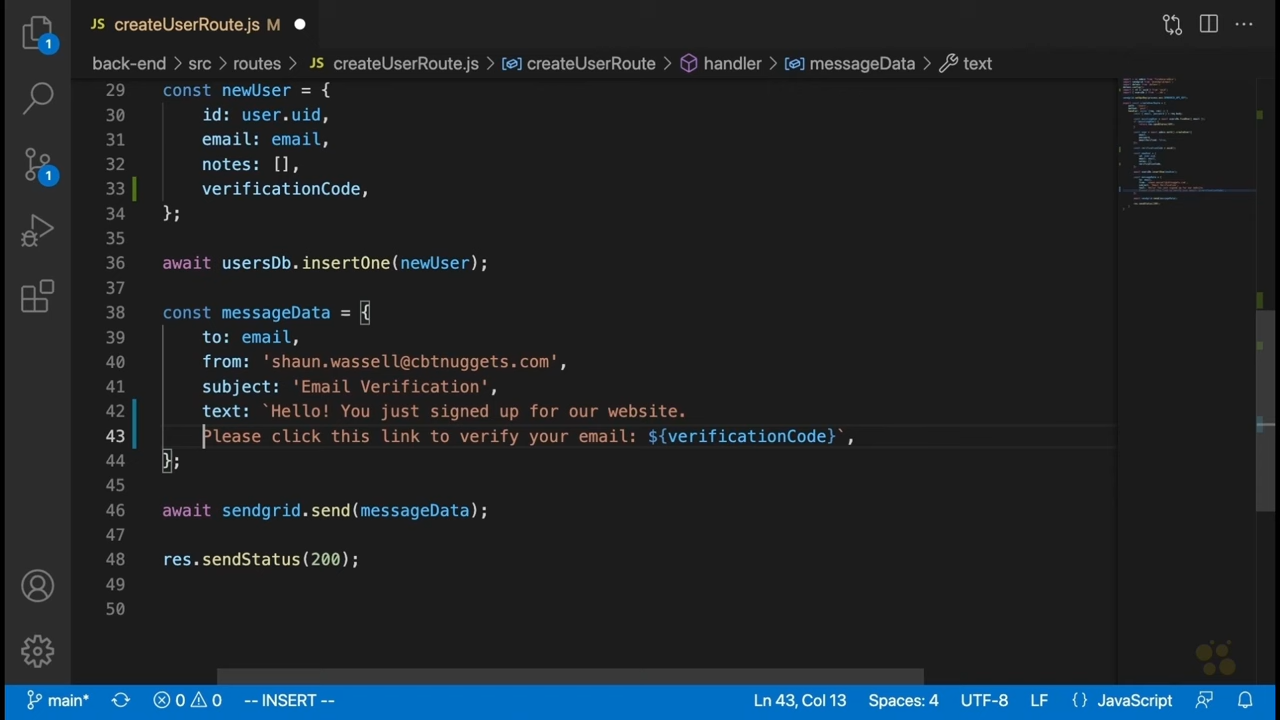 1
1
JS createUserRoute.js M
back-end > src > routes > JS createUserRoute.js > createUserRoute > handler > messageData > text
29 const newUser = {
30 id: user.uid,
31 email: email,
32 notes: [],
33 verificationCode,
34 };
35
36 await usersDb.insertOne(newUser);
37
38 const messageData = {
39 to: email,
40 from: 'shaun.wassell@cbtnuggets.com',
41 subject: 'Email Verification',
42 text: `Hello! You just signed up for our website.
43 Please click this link to verify your email: ${verificationCode}`,
44 };
45
46 await sendgrid.send(messageData);
47
48 res.sendStatus(200);
49
50
main* 0 0 -- INSERT -- Ln 43, Col 13 Spaces: 4 UTF-8 LF {} JavaScript